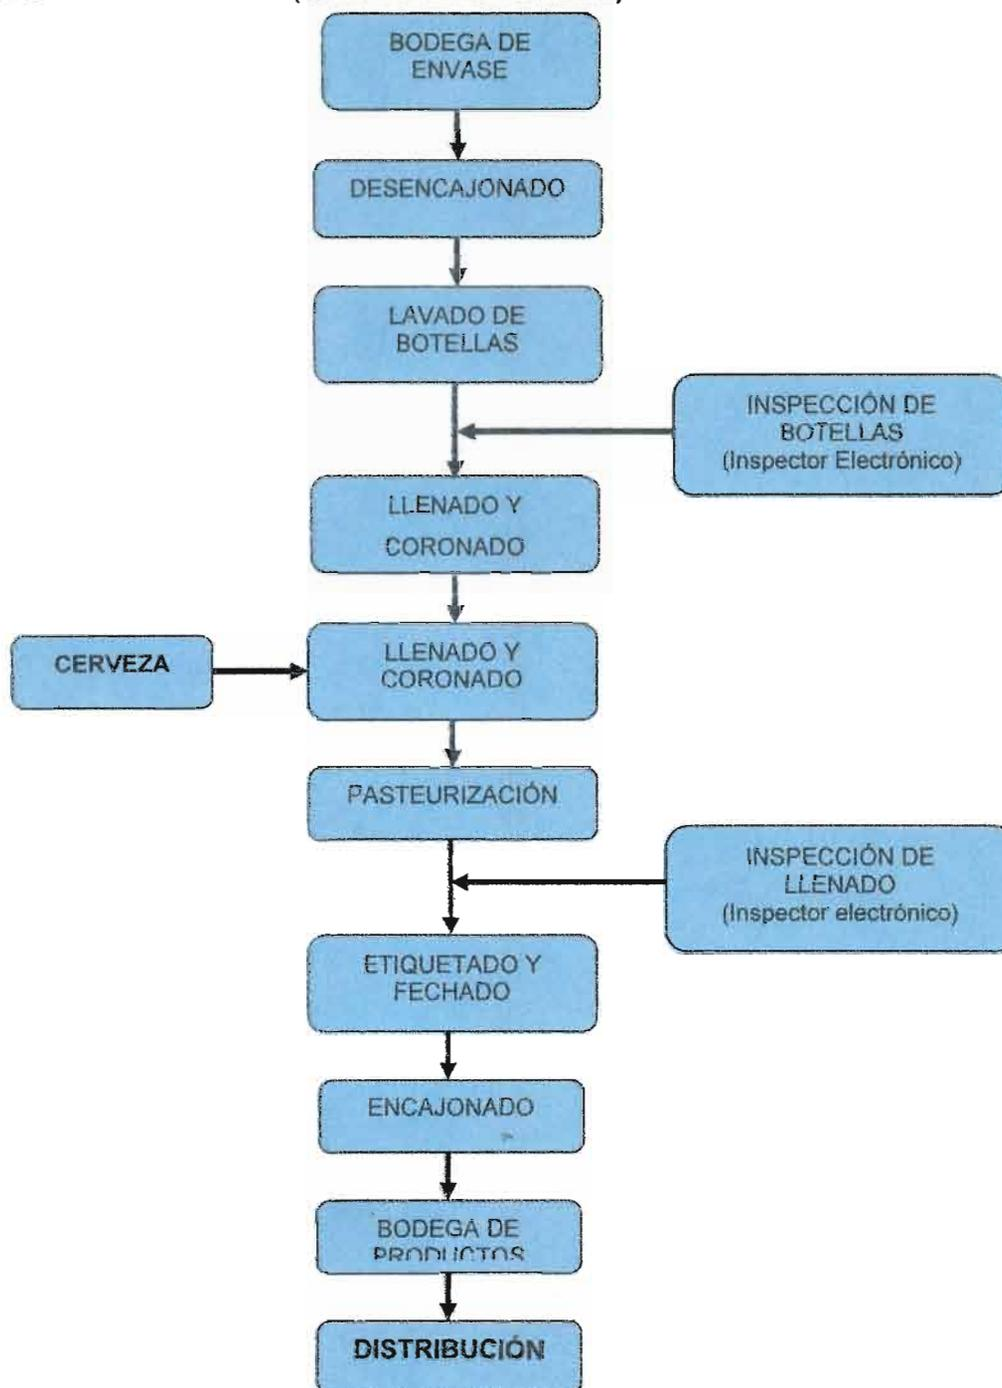 BODEGA DE
ENVASE
DESENCAJONADO
LAVADO DE
BOTELLAS
INSPECCIÓN DE
BOTELLAS
(Inspector Electrónico)
LLENADO Y
CORONADO
CERVEZA
LLENADO Y
CORONADO
PASTEURIZACIÓN
INSPECCIÓN DE
LLENADO
(Inspector electrónico)
ETIQUETADO Y
FECHADO
ENCAJONADO
BODEGA DE
PRODUCTOS
DISTRIBUCIÓN